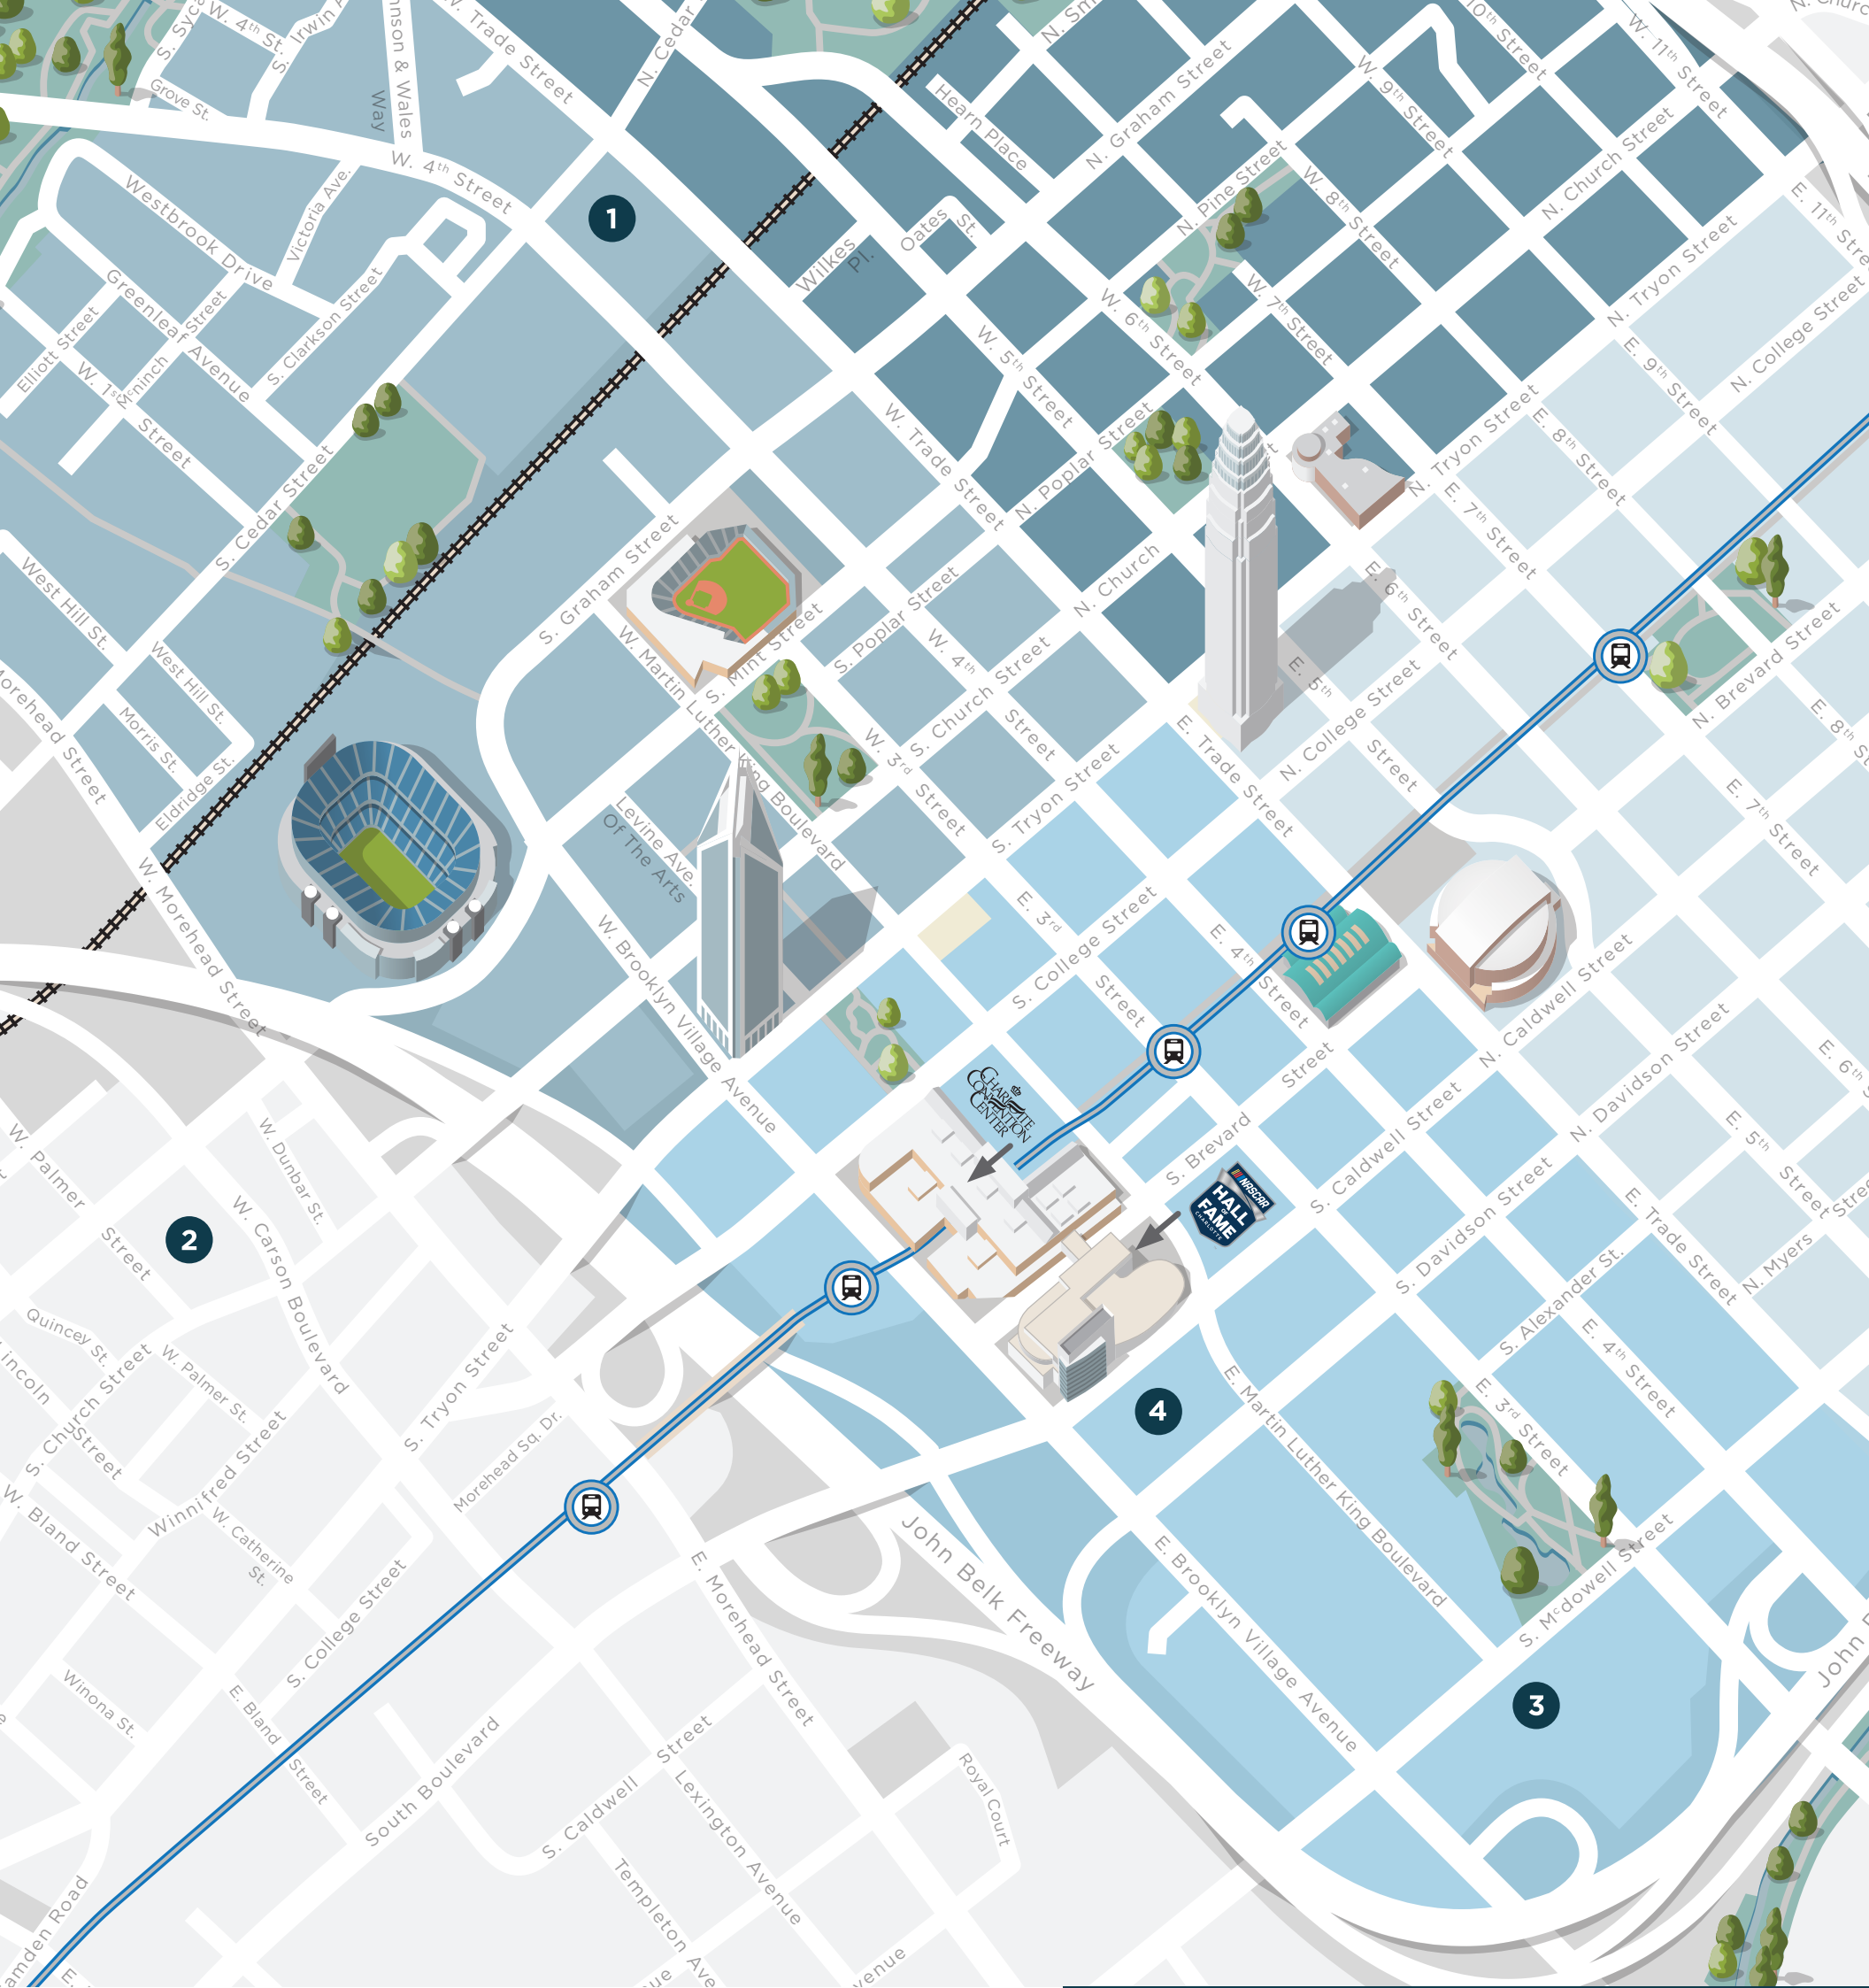 W. 4th St.
S. Irwin
Johnson & Wales
Way
W. Trade Street
N. Cedar
N. Graham Street
10th Street
W. 11th Street
Grove St.
W. 4th Street
Hearn Place
W. 9th Street
N. Church Street
E. 11th
Westbrook Drive
Victoria Ave.
1
Oates St.
Wilkes
Pl.
N. Pine Street
W. 8th Street
N. Tryon Street
Greenleaf Avenue
S. Clarkson Street
Elliott Street
Mcninch Street
W. 1st Street
W. 5th Street
W. 6th Street
W. 7th Street
E. 9th Street
N. College Street
S. Cedar Street
W. Trade Street
N. Poplar Street
N. Tryon Street
E. 8th Street
E. 7th Street
West Hill St.
S. Graham Street
N. Church
E. 6th Street
West Hill St.
Morris St.
Eldridge St.
W. Martin Luther King Boulevard
S. Mint Street
S. Poplar Street
W. 4th Street
S. Church Street
E. 5th Street
N. College Street
N. Brevard Street
E. 8th
W. Morehead Street
Levine Ave.
Of The Arts
W. 3rd Street
S. Tryon Street
E. Trade Street
E. 7th Street
W. Morehead Street
W. Brooklyn Village Avenue
E. 3rd Street
S. College Street
E. 4th Street
N. Caldwell Street
CHARLOTTE
CONVENTION
CENTER
S. Brevard Street
N. Davidson Street
E. 6th
W. Palmer Street
W. Dunbar St.
2
W. Carson Boulevard
NASCAR
HALL
OF
FAME
CHARLOTTE
S. Caldwell Street
S. Davidson Street
E. 5th Street
E. Trade Street
N. Myers Street
Quincey St.
W. Palmer St.
S. Church Street
Winnifred Street
S. Tryon Street
Morehead Sq. Dr.
4
S. Alexander St.
E. 4th Street
E. 3rd Street
E. Martin Luther King Boulevard
W. Bland Street
W. Catherine
St.
S. College Street
John Belk Freeway
E. Morehead Street
E. Brooklyn Village Avenue
S. McDowell Street
3
Winona St.
E. Bland Street
South Boulevard
S. Caldwell Street
Lexington Avenue
Royal Court
Templeton Ave